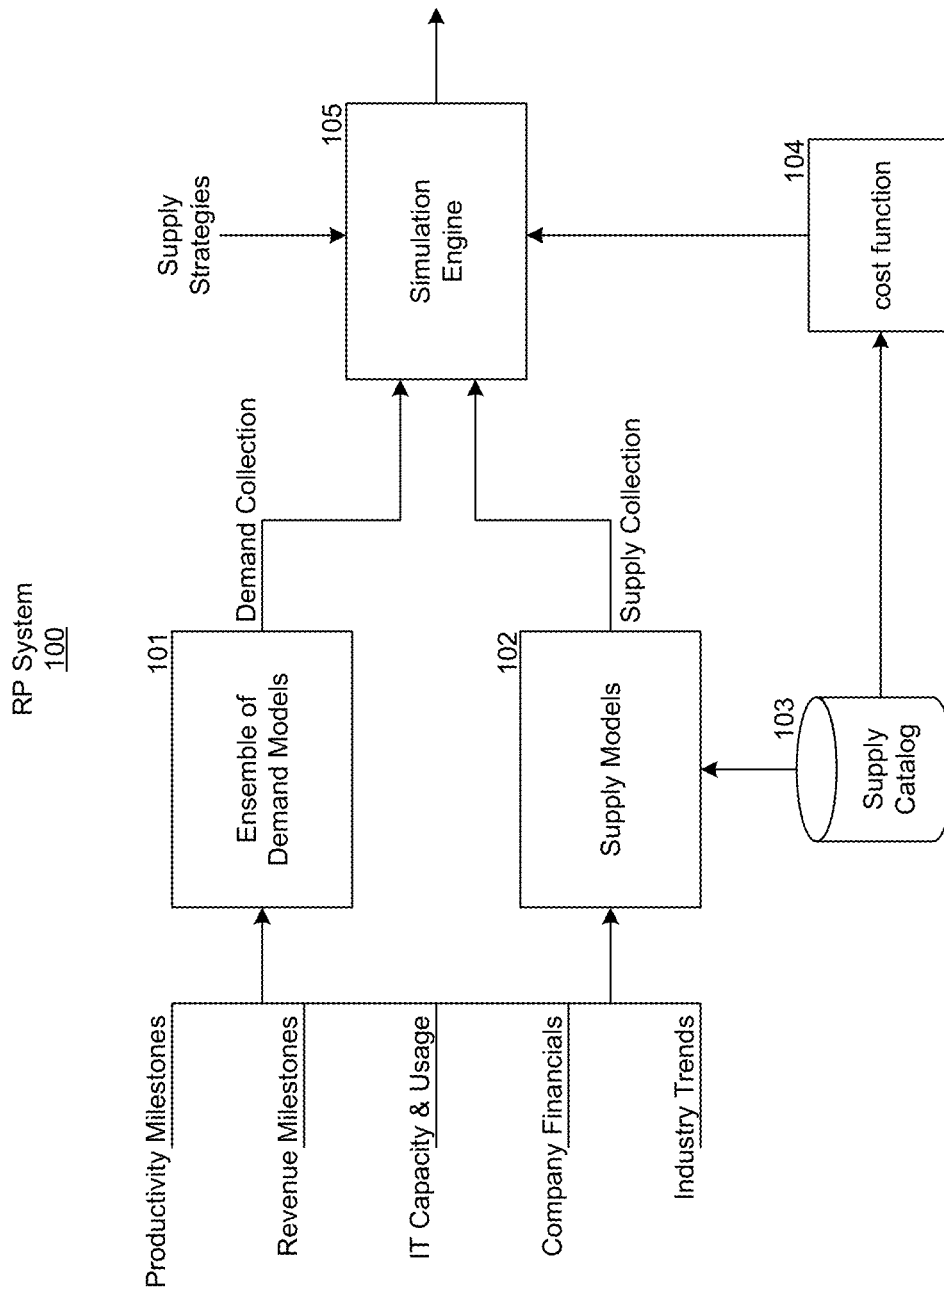 RP System
100
Productivity Milestones
Revenue Milestones
IT Capacity & Usage
Company Financials
Industry Trends
101
Ensemble of
Demand Models
Demand Collection
102
Supply Models
Supply Collection
103
Supply
Catalog
Supply
Strategies
105
Simulation
Engine
104
cost function